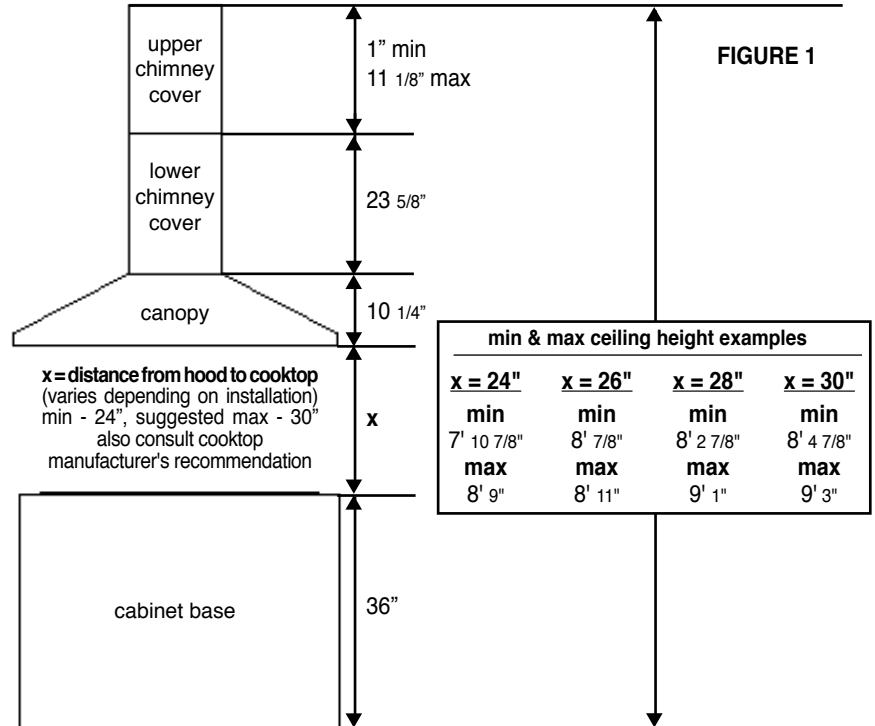 upper
chimney
cover
1” min
11 1/8” max
FIGURE 1
lower
chimney
cover
23 5/8”
canopy
10 1/4”
x = distance from hood to cooktop
(varies depending on installation)
min - 24”, suggested max - 30”
also consult cooktop
manufacturer's recommendation
x
min & max ceiling height examples
x = 24" x = 26" x = 28" x = 30"
min min min min
7' 10 7/8" 8' 7/8" 8' 2 7/8" 8' 4 7/8"
max max max max
8' 9" 8' 11" 9' 1" 9' 3"
cabinet base
36”